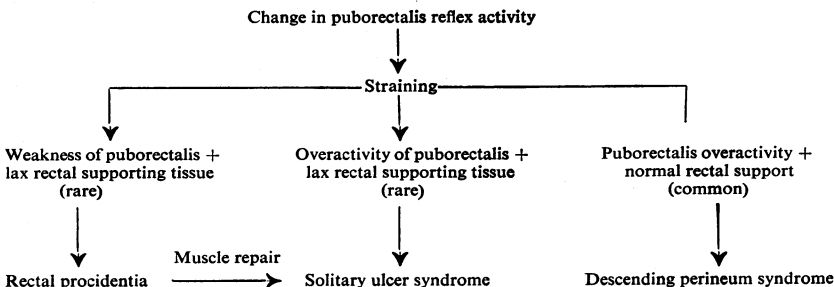 Change in puborectalis reflex activity
Straining
Weakness of puborectalis +
lax rectal supporting tissue
(rare)
Overactivity of puborectalis +
lax rectal supporting tissue
(rare)
Puborectalis overactivity +
normal rectal support
(common)
Muscle repair
Rectal procidentia
Solitary ulcer syndrome
Descending perineum syndrome